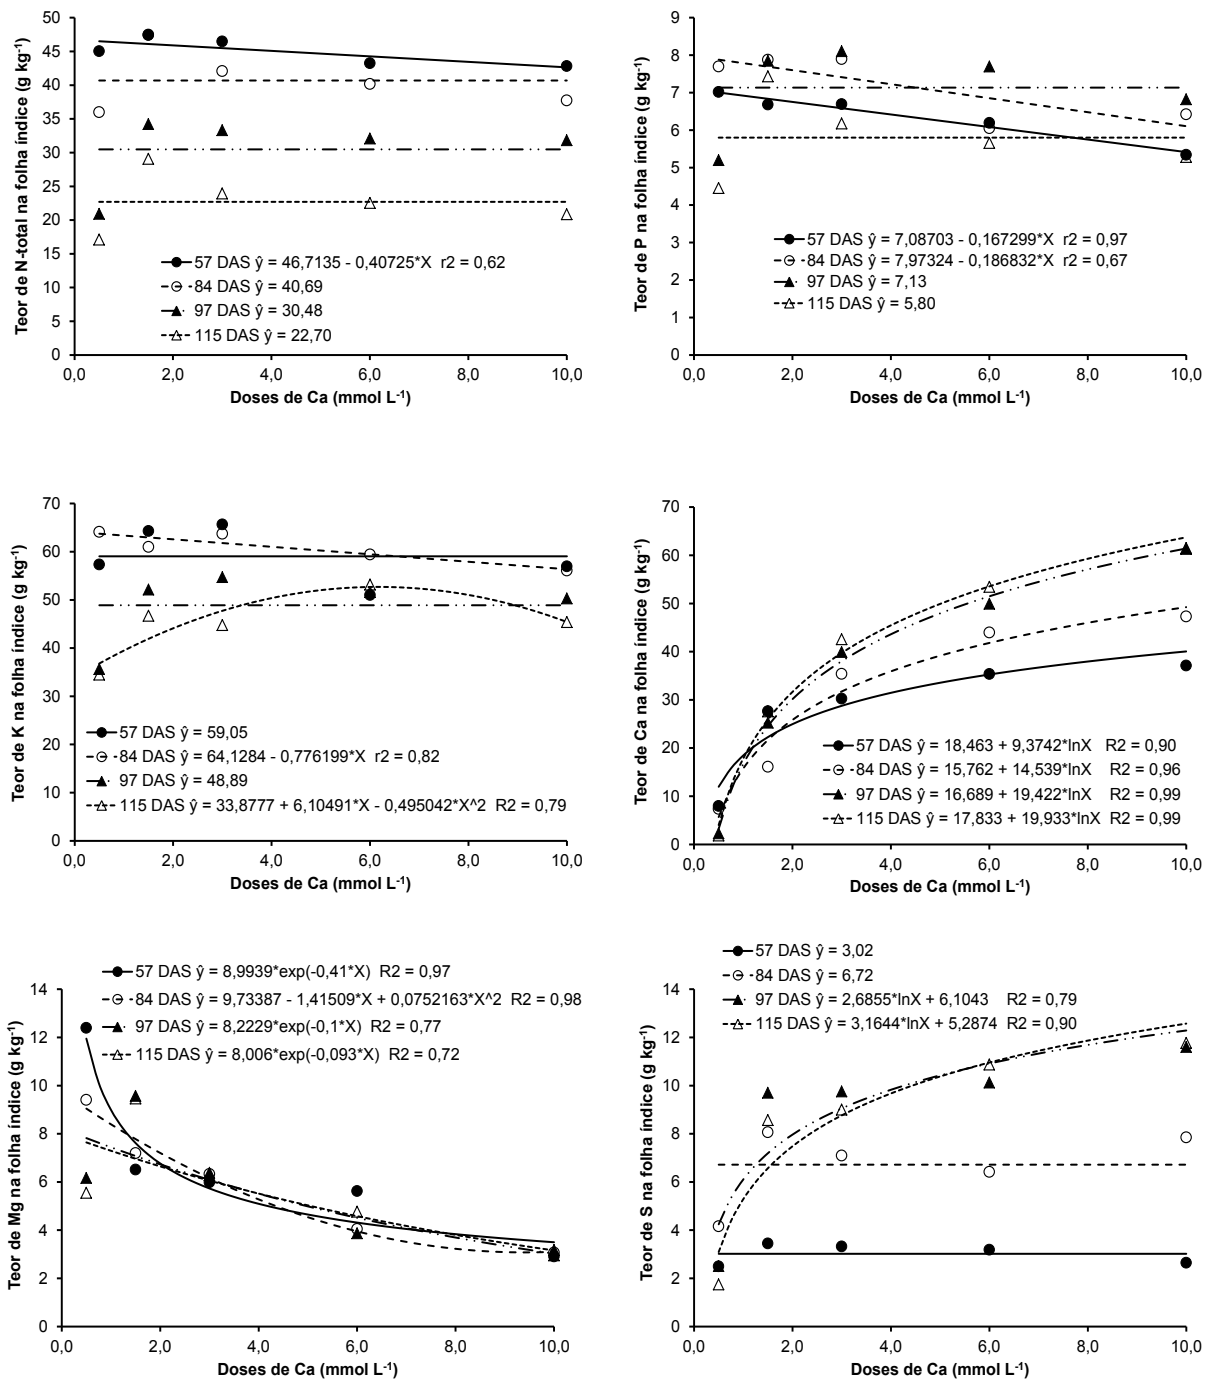 Teor de N-total na folha índice (g kg-1)
50
45
40
35
30
25
20
15
10
5
0
57 DAS ŷ = 46,7135 - 0,40725*X r2 = 0,62
84 DAS ŷ = 40,69
97 DAS ŷ = 30,48
115 DAS ŷ = 22,70
0,0 2,0 4,0 6,0 8,0 10,0
Doses de Ca (mmol L-1)
Teor de P na folha índice (g kg-1)
9
8
7
6
5
4
3
2
1
0
57 DAS ŷ = 7,08703 - 0,167299*X r2 = 0,97
84 DAS ŷ = 7,97324 - 0,186832*X r2 = 0,67
97 DAS ŷ = 7,13
115 DAS ŷ = 5,80
0,0 2,0 4,0 6,0 8,0 10,0
Doses de Ca (mmol L-1)
Teor de K na folha índice (g kg-1)
70
60
50
40
30
20
10
0
57 DAS ŷ = 59,05
84 DAS ŷ = 64,1284 - 0,776199*X r2 = 0,82
97 DAS ŷ = 48,89
115 DAS ŷ = 33,8777 + 6,10491*X - 0,495042*X^2 R2 = 0,79
0,0 2,0 4,0 6,0 8,0 10,0
Doses de Ca (mmol L-1)
Teor de Ca na folha índice (g kg-1)
70
60
50
40
30
20
10
0
57 DAS ŷ = 18,463 + 9,3742*lnX R2 = 0,90
84 DAS ŷ = 15,762 + 14,539*lnX R2 = 0,96
97 DAS ŷ = 16,689 + 19,422*lnX R2 = 0,99
115 DAS ŷ = 17,833 + 19,933*lnX R2 = 0,99
0,0 2,0 4,0 6,0 8,0 10,0
Doses de Ca (mmol L-1)
Teor de Mg na folha índice (g kg-1)
57 DAS ŷ = 8,9939*exp(-0,41*X) R2 = 0,97
84 DAS ŷ = 9,73387 - 1,41509*X + 0,0752163*X^2 R2 = 0,98
97 DAS ŷ = 8,2229*exp(-0,1*X) R2 = 0,77
115 DAS ŷ = 8,006*exp(-0,093*X) R2 = 0,72
14
12
10
8
6
4
2
0
0,0 2,0 4,0 6,0 8,0 10,0
Doses de Ca (mmol L-1)
Teor de S na folha índice (g kg-1)
57 DAS ŷ = 3,02
84 DAS ŷ = 6,72
97 DAS ŷ = 2,6855*lnX + 6,1043 R2 = 0,79
115 DAS ŷ = 3,1644*lnX + 5,2874 R2 = 0,90
14
12
10
8
6
4
2
0
0,0 2,0 4,0 6,0 8,0 10,0
Doses de Ca (mmol L-1)